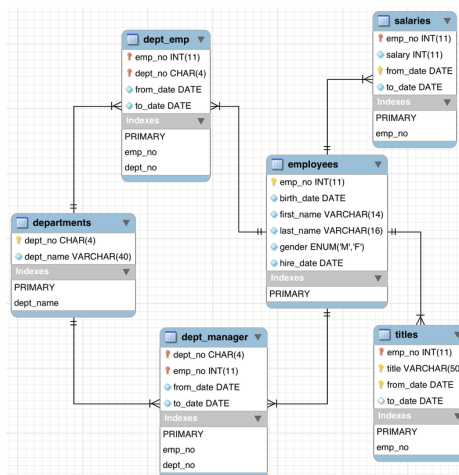 dept_emp
emp_no INT(11)
dept_no CHAR(4)
from_date DATE
to_date DATE
Indexes
PRIMARY
emp_no
dept_no
salaries
emp_no INT(11)
salary INT(11)
from_date DATE
to_date DATE
Indexes
PRIMARY
emp_no
employees
emp_no INT(11)
birth_date DATE
first_name VARCHAR(14)
last_name VARCHAR(16)
gender ENUM('M','F')
hire_date DATE
Indexes
PRIMARY
departments
dept_no CHAR(4)
dept_name VARCHAR(40)
Indexes
PRIMARY
dept_name
dept_manager
dept_no CHAR(4)
emp_no INT(11)
from_date DATE
to_date DATE
Indexes
PRIMARY
emp_no
dept_no
titles
emp_no INT(11)
title VARCHAR(50
from_date DATE
to_date DATE
Indexes
PRIMARY
emp_no